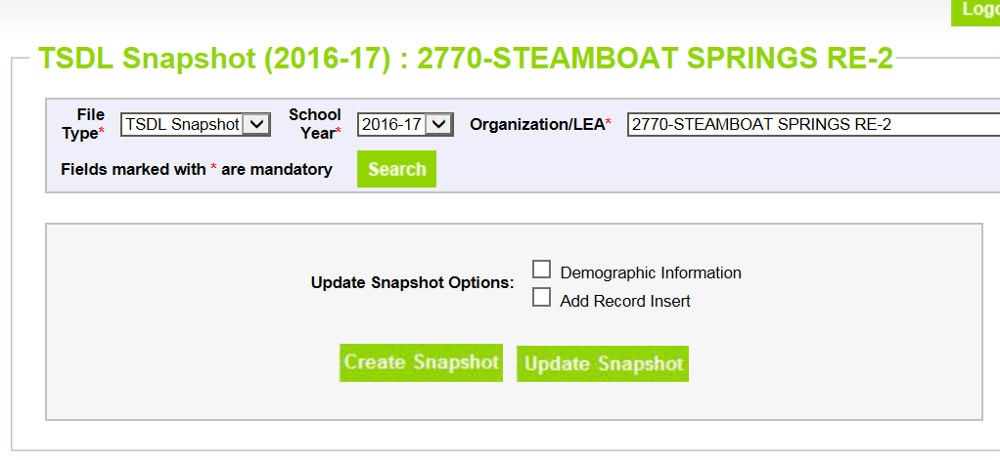 Logo
TSDL Snapshot (2016-17) : 2770-STEAMBOAT SPRINGS RE-2
File Type* TSDL Snapshot School Year* 2016-17 Organization/LEA* 2770-STEAMBOAT SPRINGS RE-2
Fields marked with * are mandatory Search
Update Snapshot Options: Demographic Information
Add Record Insert
Create Snapshot Update Snapshot